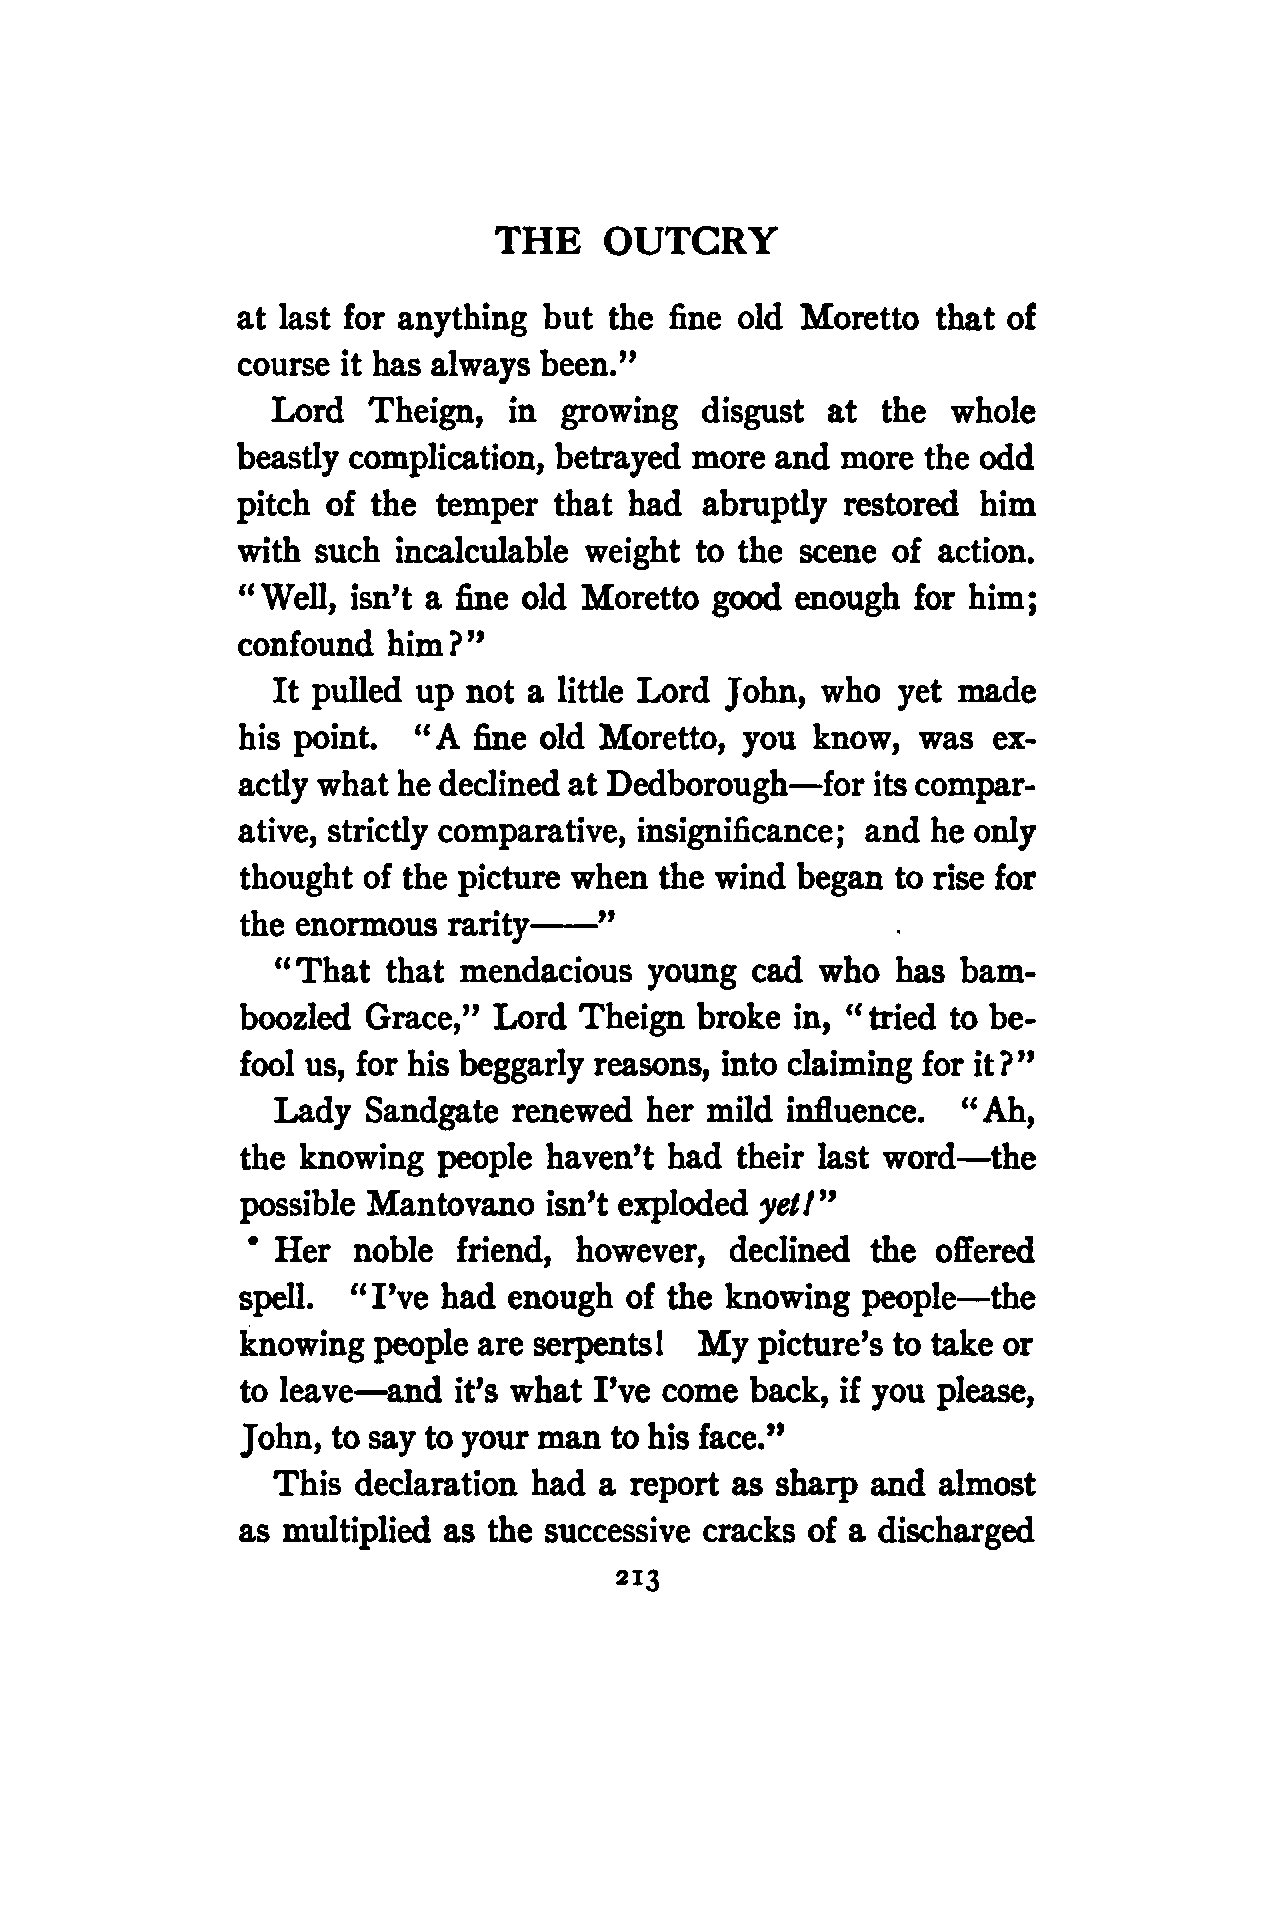 THE OUTCRY
at last for anything but the fine old Moretto that of
course it has always been.”
Lord Theign, in growing disgust at the whole
beastly complication, betrayed more and more the odd
pitch of the temper that had abruptly restored him
with such incalculable weight to the scene of action.
“Well, isn’t a fine old Moretto good enough for him;
confound him?”
It pulled up not a little Lord John, who yet made
his point. “A fine old Moretto, you know, was ex-
actly what he declined at Dedborough—for its compar-
ative, strictly comparative, insignificance; and he only
thought of the picture when the wind began to rise for
the enormous rarity——”
“That that mendacious young cad who has bam-
boozled Grace,” Lord Theign broke in, “tried to be-
fool us, for his beggarly reasons, into claiming for it?”
Lady Sandgate renewed her mild influence. “Ah,
the knowing people haven’t had their last word—the
possible Mantovano isn’t exploded yet!”
Her noble friend, however, declined the offered
spell. “I’ve had enough of the knowing people—the
knowing people are serpents! My picture’s to take or
to leave—and it’s what I’ve come back, if you please,
John, to say to your man to his face.”
This declaration had a report as sharp and almost
as multiplied as the successive cracks of a discharged
213